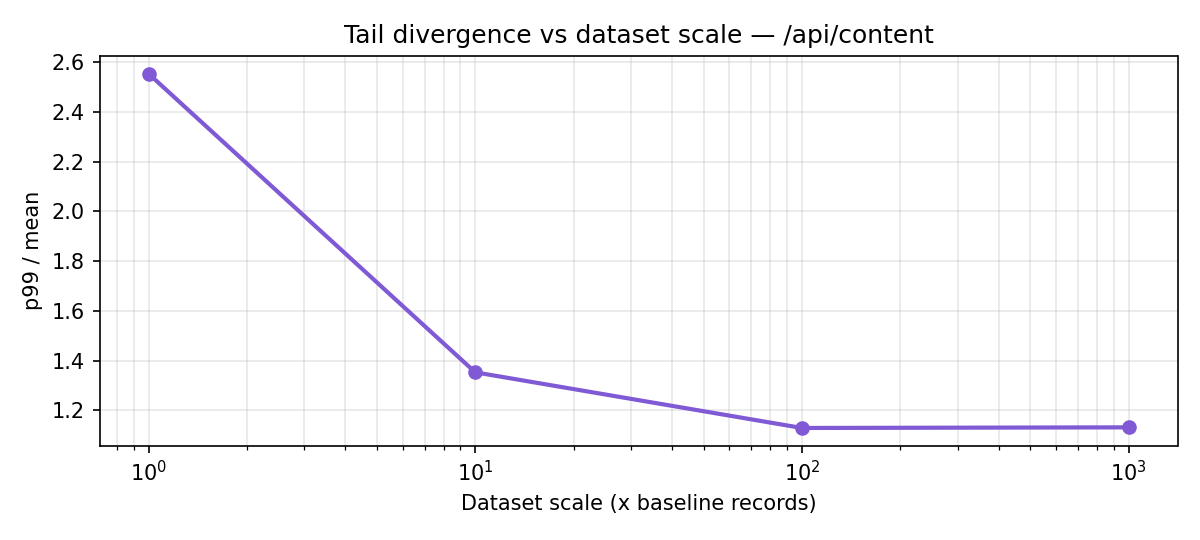 Tail divergence vs dataset scale — /api/content
p99 / mean
2.6
2.4
2.2
2.0
1.8
1.6
1.4
1.2
10⁰ 10¹ 10² 10³
Dataset scale (x baseline records)